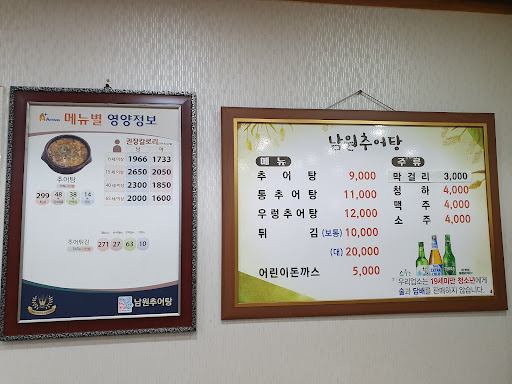 메뉴별 영양정보
권장칼로리
남 여
1966 1733
2650 2050
2300 1850
2000 1600
추어탕
299 48 38 14
추어튀김
271 27 63 10
남원추어탕
남원추어탕
메뉴
추어탕 9,000
통추어탕 11,000
우렁추어탕 12,000
튀김 (보통) 10,000
(대) 20,000
어린이돈까스 5,000
주류
막걸리 3,000
청하 4,000
맥주 4,000
소주 4,000
우리업소는 19세미만 청소년에게
술과 담배를 판매하지 않습니다.